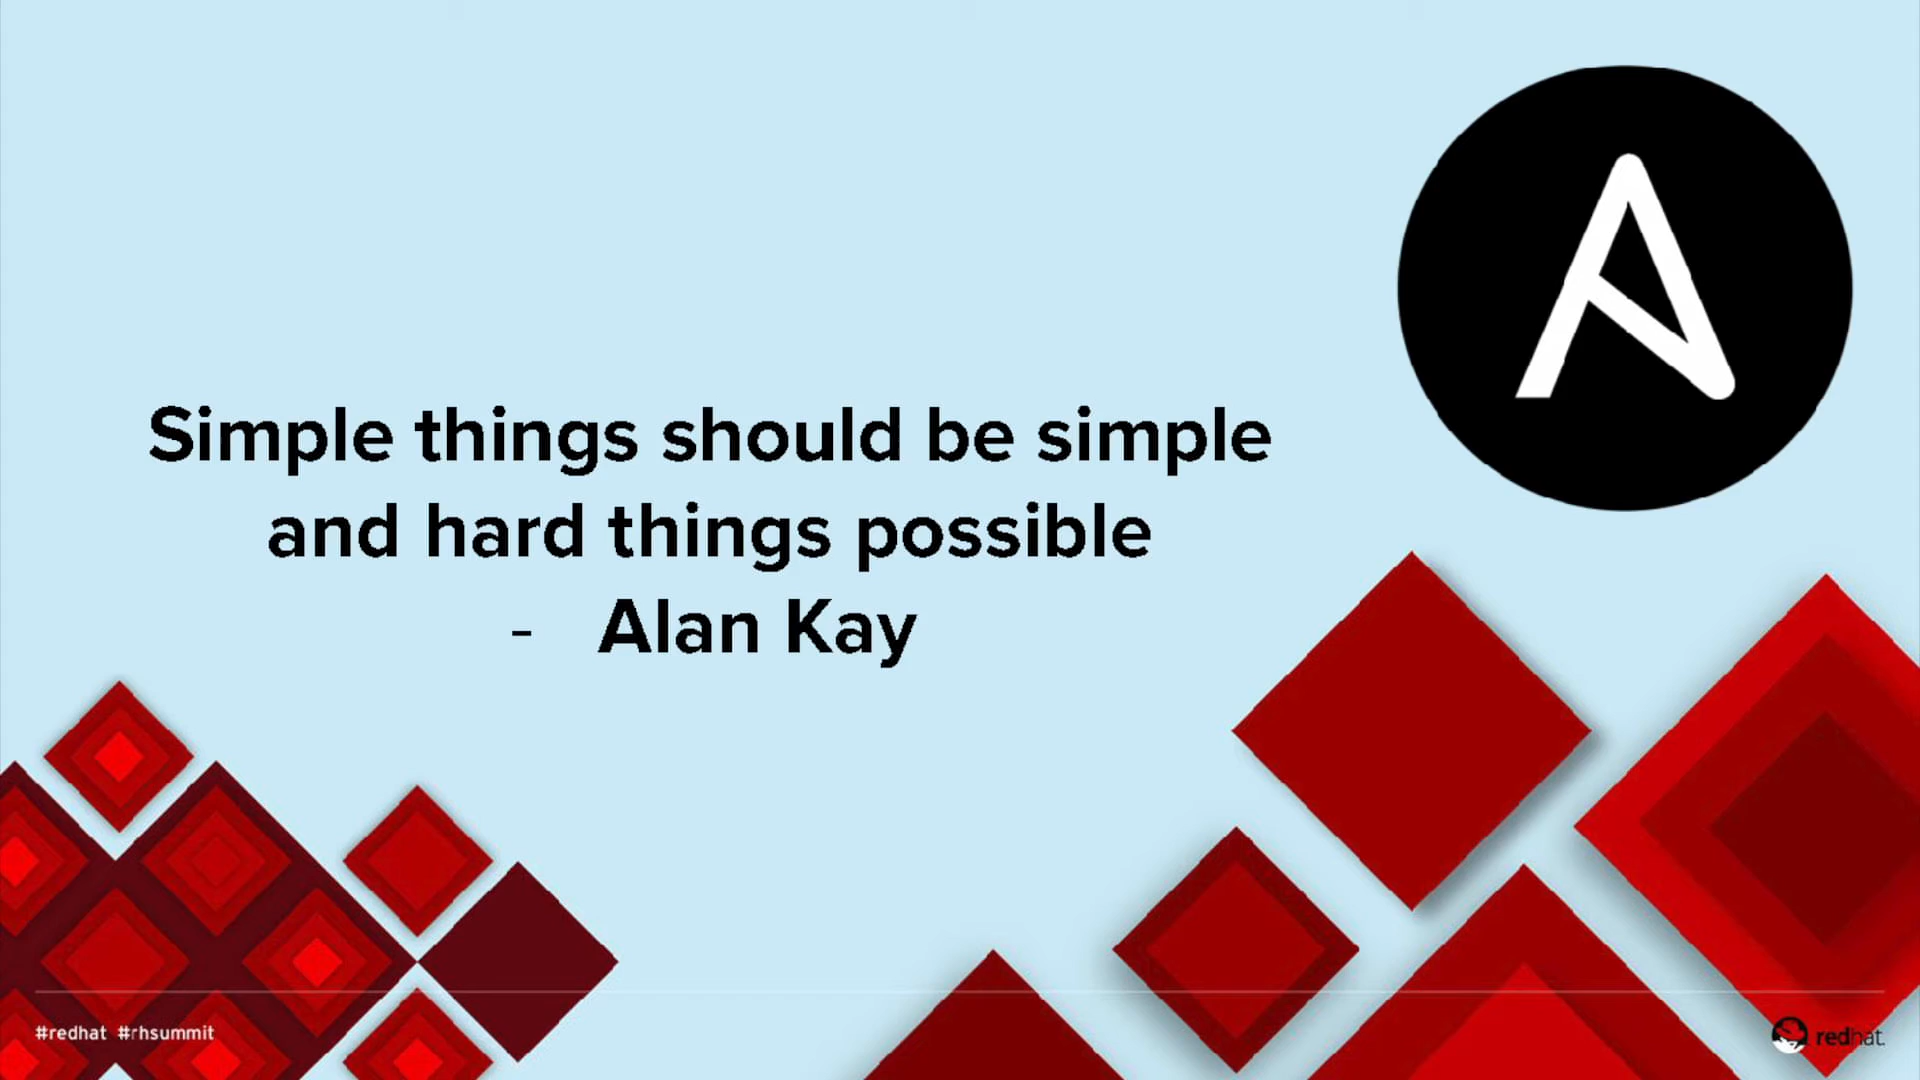 Simple things should be simple
and hard things possible
- Alan Kay
#redhat #rhsummit
redhat.